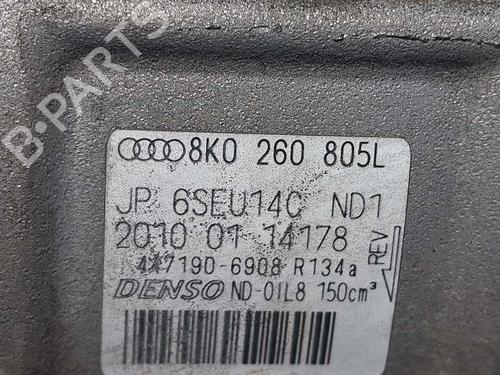 B-PARTS
8K0 260 805L
JP 6SEU14C ND1
2010 01 14178
447190-6908 R134a
REV
DENSO ND-OIL8 150cm³